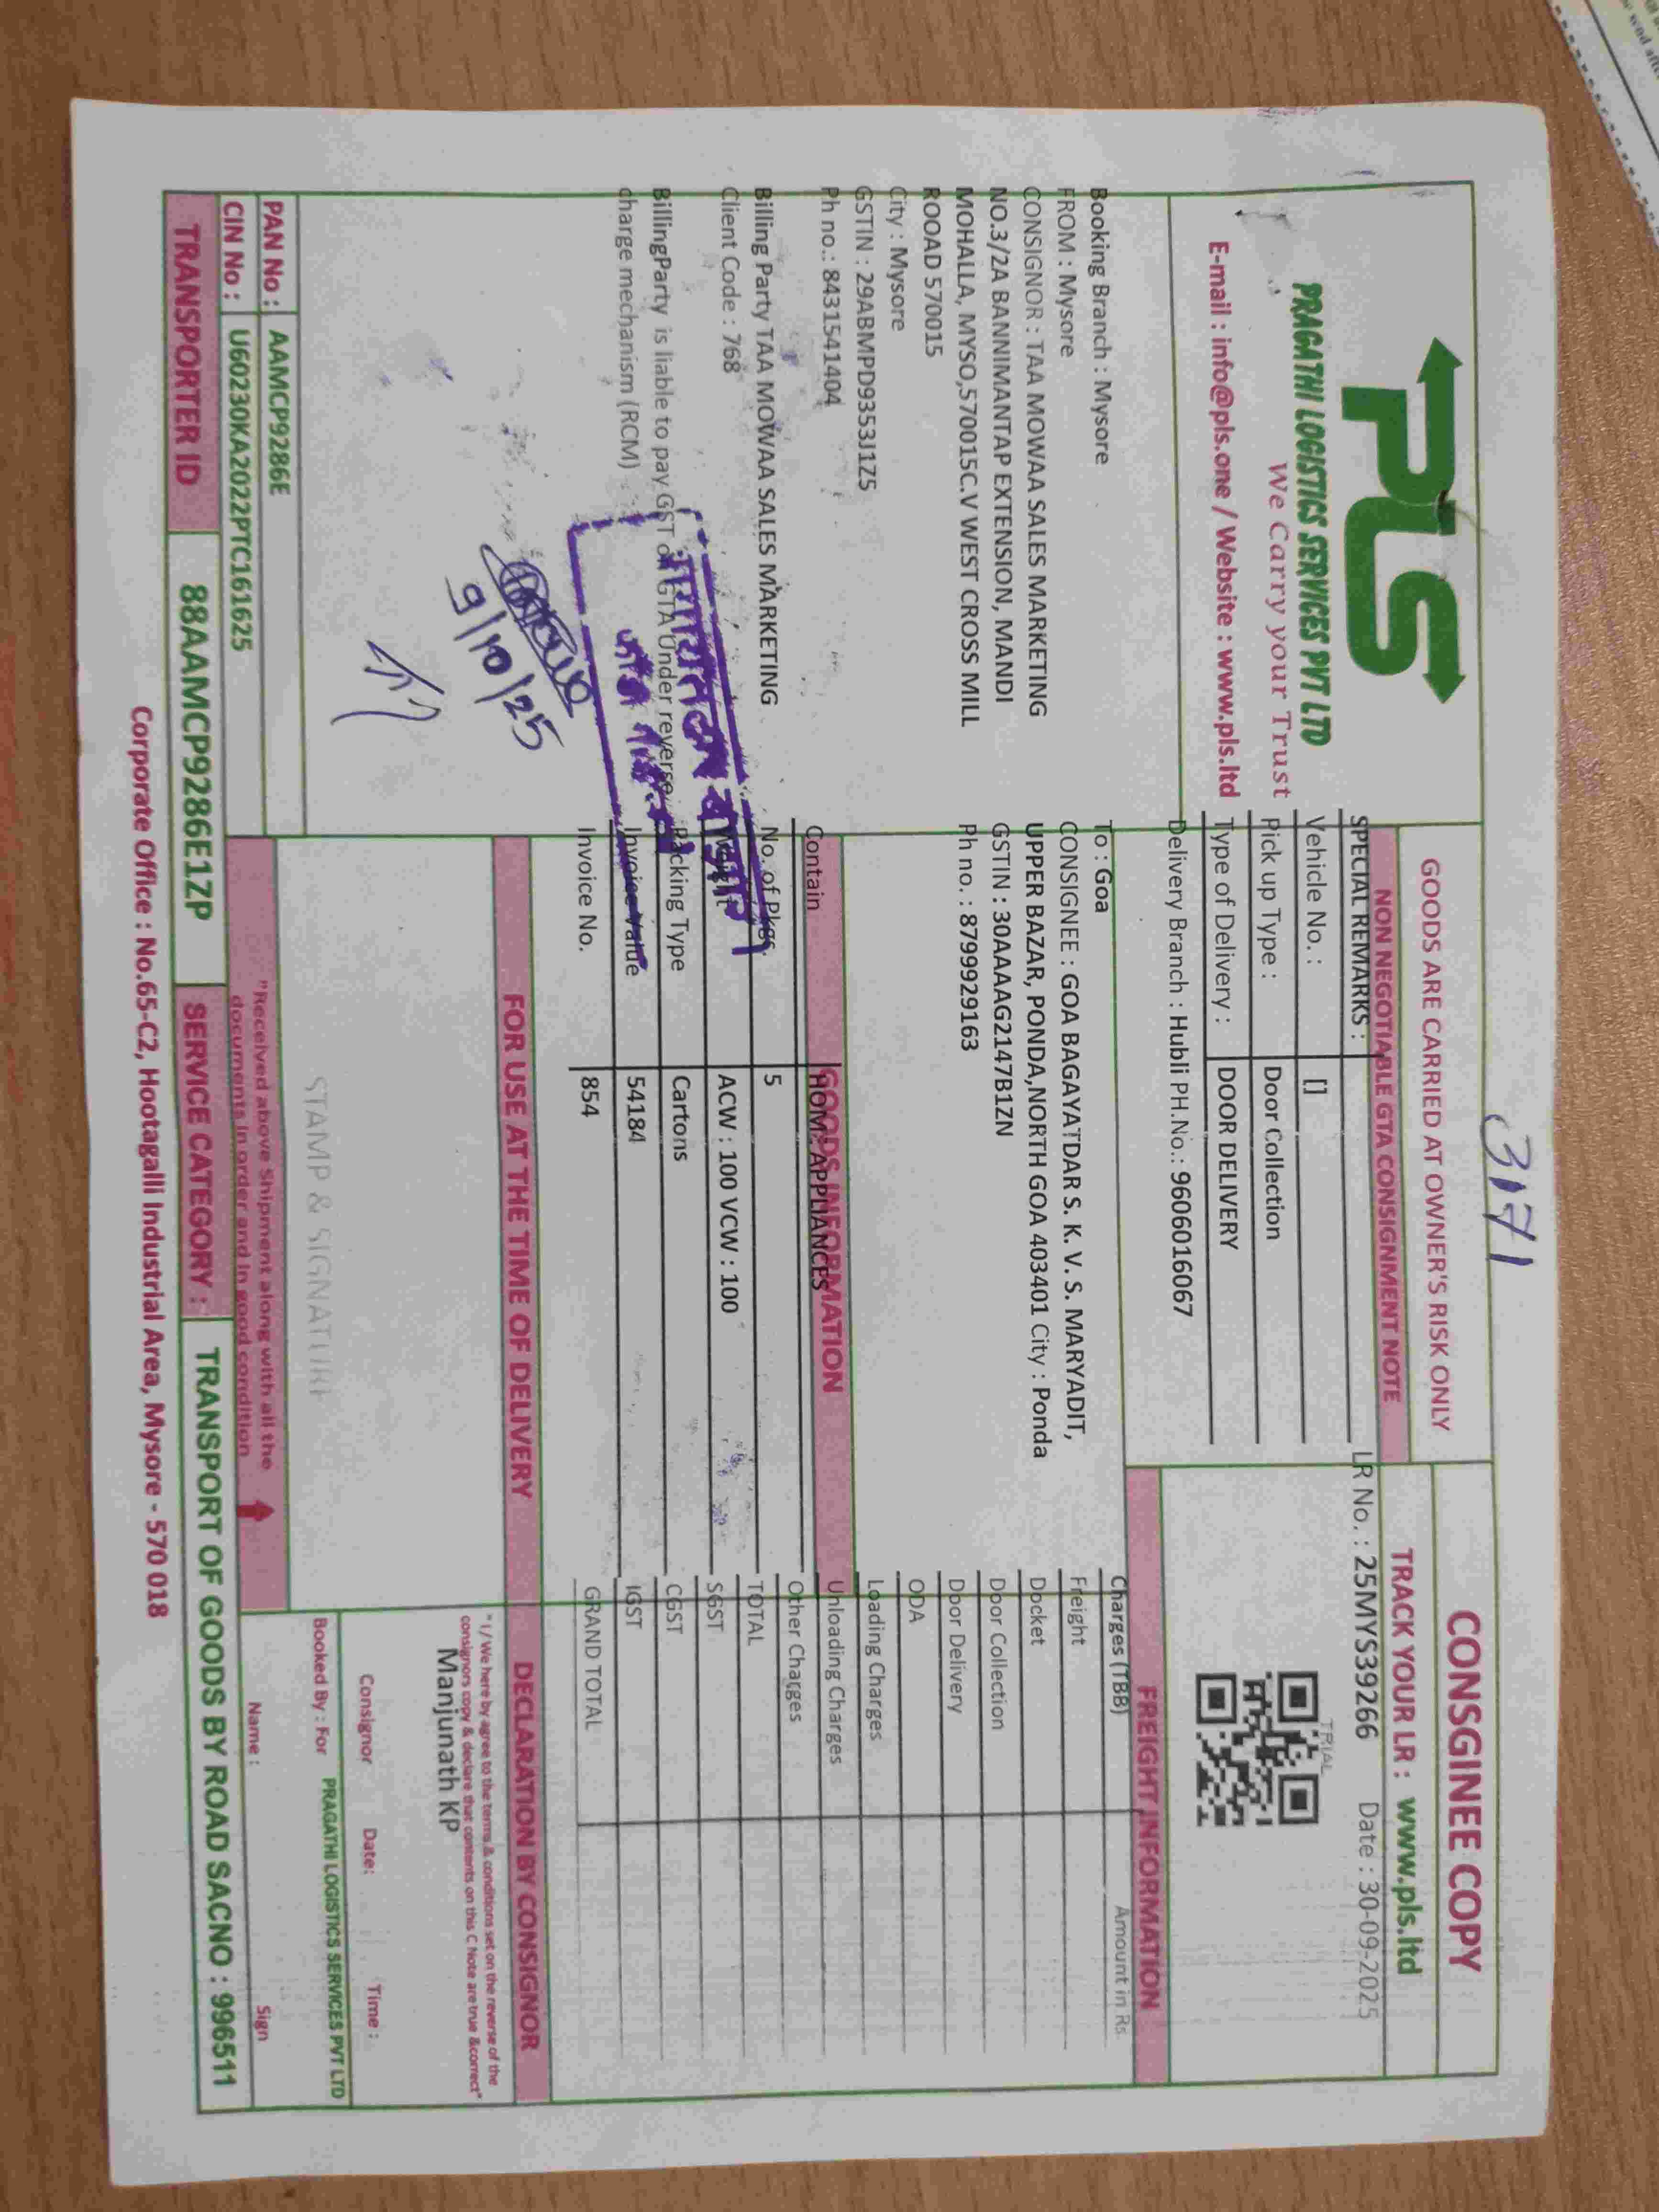 3171
PLS
PRAGATHI LOGISTICS SERVICES PVT LTD
We Carry your Trust
E-mail : info@pls.one / Website : www.pls.ltd
GOODS ARE CARRIED AT OWNER'S RISK ONLY
NON NEGOTIABLE GTA CONSIGNMENT NOTE
SPECIAL REMARKS :
Vehicle No. : []
Pick up Type : Door Collection
Type of Delivery : DOOR DELIVERY
Delivery Branch : Hubli PH.No.: 9606016067
CONSGINEE COPY
TRACK YOUR LR : www.pls.ltd
LR No. : 25MYS39266 Date : 30-09-2025
TRIAL
Booking Branch : Mysore
FROM : Mysore
CONSIGNOR : TAA MOWAA SALES MARKETING
NO.3/2A BANNIMANTAP EXTENSION, MANDI
MOHALLA, MYSO,570015C.V WEST CROSS MILL
ROOAD 570015
City : Mysore
GSTIN : 29ABMPD9353J1Z5
Ph no.: 8431541404
Billing Party TAA MOWAA SALES MARKETING
Client Code : 768
BillingParty is liable to pay GST on GTA Under reverse
charge mechanism (RCM)
9/10/25
To : Goa
CONSIGNEE : GOA BAGAYATDAR S. K. V. S. MARYADIT,
UPPER BAZAR, PONDA,NORTH GOA 403401 City : Ponda
GSTIN : 30AAAAG2147B1ZN
Ph no. : 8799929163
GOODS INFORMATION
Contain HOME APPLIANCES
No. of Pkgs. 5
Weight ACW : 100 VCW : 100
Packing Type Cartons
Invoice Value 54184
Invoice No. 854
FREIGHT INFORMATION
Charges (TBB) Amount in Rs
Freight
Docket
Door Collection
Door Delivery
ODA
Loading Charges
Unloading Charges
Other Charges
TOTAL
SGST
CGST
IGST
GRAND TOTAL
FOR USE AT THE TIME OF DELIVERY
STAMP & SIGNATURE
"Received above Shipment along with all the
documents in order and in good condition
DECLARATION BY CONSIGNOR
"I/ We here by agree to the terms & conditions set on the reverse of the
consignors copy & declare that contents on this C Note are true &correct"
Manjunath KP
Consignor Date: Time :
Booked By : For PRAGATHI LOGISTICS SERVICES PVT LTD
Name : Sign
PAN No : AAMCP9286E
CIN No : U60230KA2022PTC161625
TRANSPORTER ID 88AAMCP9286E1ZP SERVICE CATEGORY : TRANSPORT OF GOODS BY ROAD SACNO : 996511
Corporate Office : No.65-C2, Hootagalli Industrial Area, Mysore - 570 018